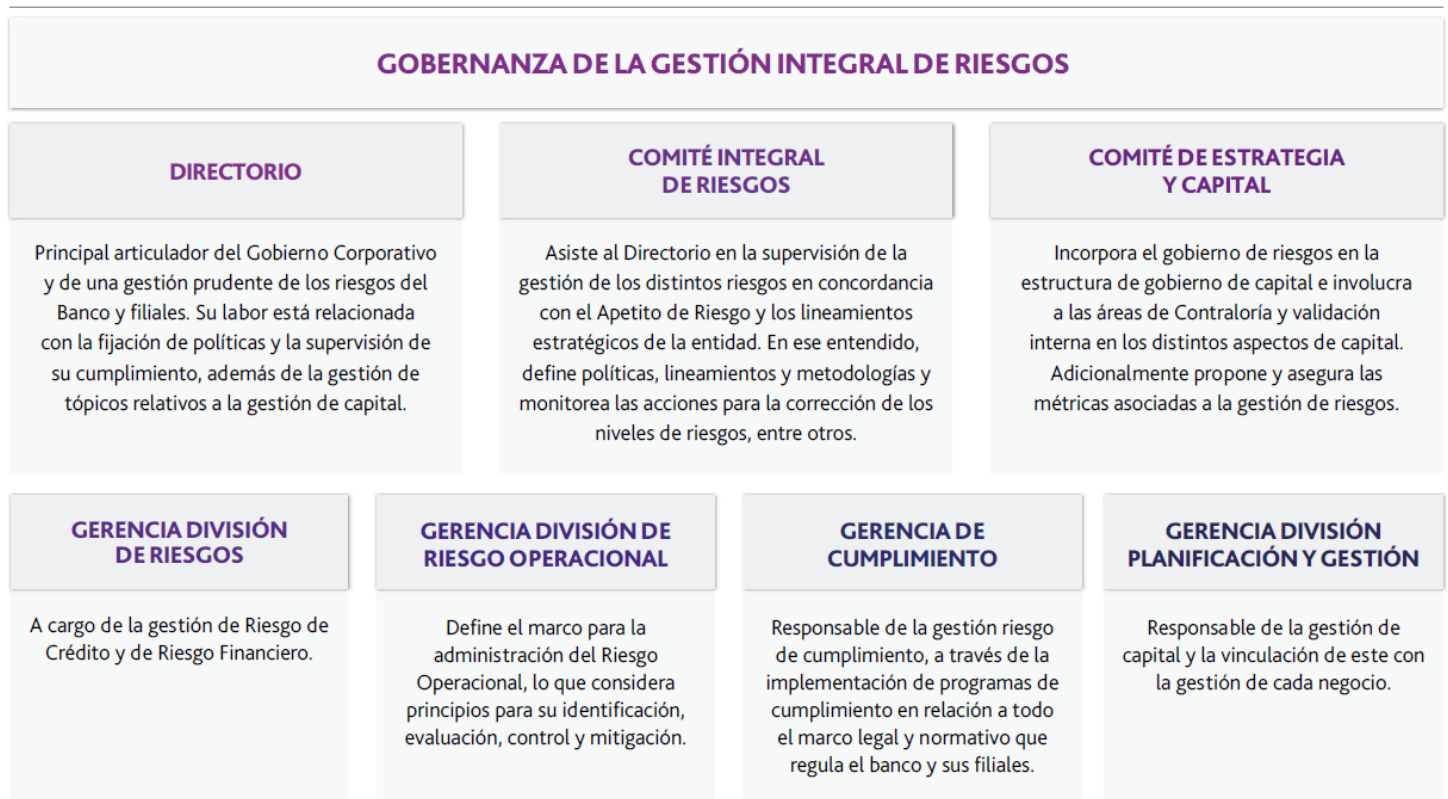 GOBERNANZA DE LA GESTIÓN INTEGRAL DE RIESGOS
DIRECTORIO
Principal articulador del Gobierno Corporativo
y de una gestión prudente de los riesgos del
Banco y filiales. Su labor está relacionada
con la fijación de políticas y la supervisión de
su cumplimiento, además de la gestión de
tópicos relativos a la gestión de capital.
COMITÉ INTEGRAL
DE RIESGOS
Asiste al Directorio en la supervisión de la
gestión de los distintos riesgos en concordancia
con el Apetito de Riesgo y los lineamientos
estratégicos de la entidad. En ese entendido,
define políticas, lineamientos y metodologías y
monitorea las acciones para la corrección de los
niveles de riesgos, entre otros.
COMITÉ DE ESTRATEGIA
Y CAPITAL
Incorpora el gobierno de riesgos en la
estructura de gobierno de capital e involucra
a las áreas de Contraloría y validación
interna en los distintos aspectos de capital.
Adicionalmente propone y asegura las
métricas asociadas a la gestión de riesgos.
GERENCIA DIVISIÓN
DE RIESGOS
A cargo de la gestión de Riesgo de
Crédito y de Riesgo Financiero.
GERENCIA DIVISIÓN DE
RIESGO OPERACIONAL
Define el marco para la
administración del Riesgo
Operacional, lo que considera
principios para su identificación,
evaluación, control y mitigación.
GERENCIA DE
CUMPLIMIENTO
Responsable de la gestión riesgo
de cumplimiento, a través de la
implementación de programas de
cumplimiento en relación a todo
el marco legal y normativo que
regula el banco y sus filiales.
GERENCIA DIVISIÓN
PLANIFICACIÓN Y GESTIÓN
Responsable de la gestión de
capital y la vinculación de este con
la gestión de cada negocio.